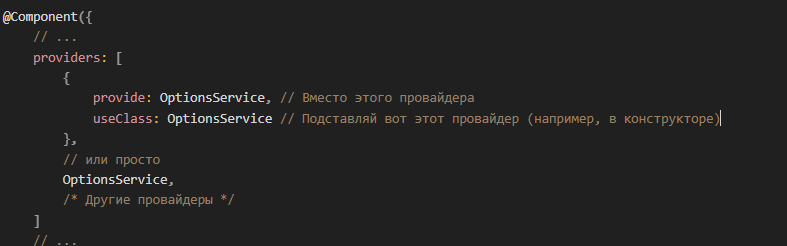 @Component({
    // ...
    providers: [
        {
            provide: OptionsService, // Вместо этого провайдера
            useClass: OptionsService // Подставляй вот этот провайдер (например, в конструкторе)
        },
        // или просто
        OptionsService,
        /* Другие провайдеры */
    ]
    // ...